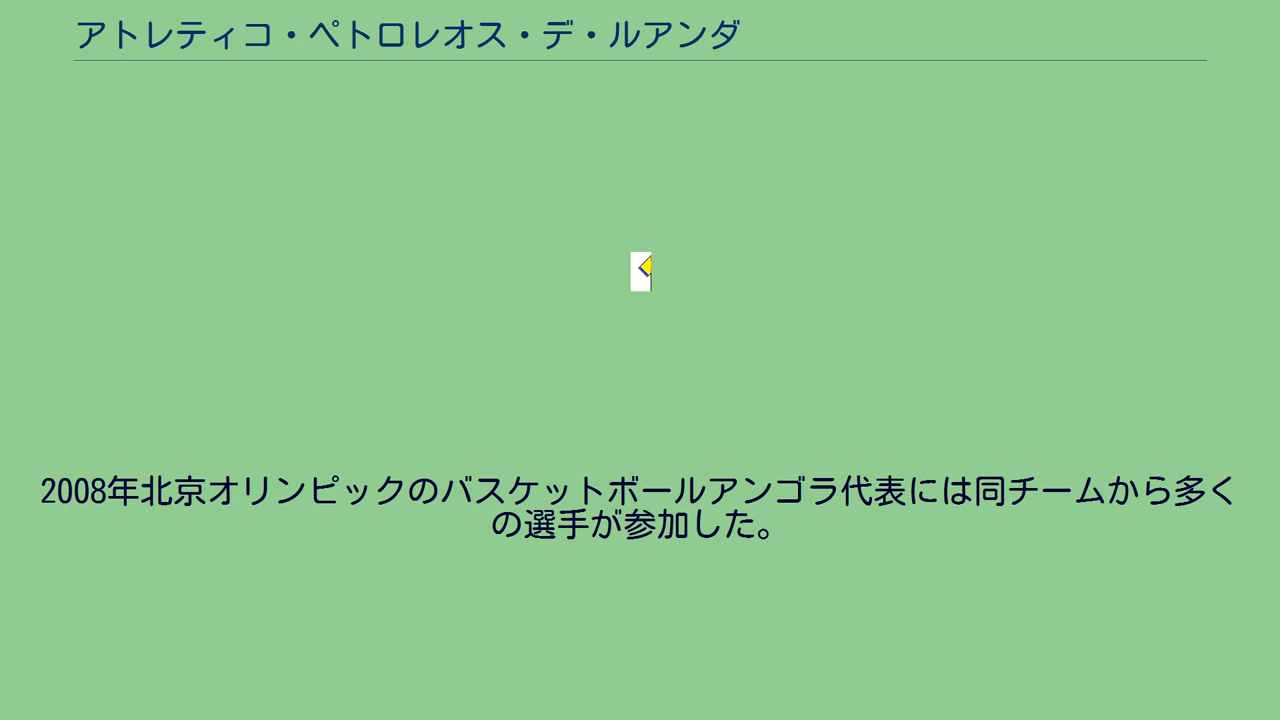 アトレティコ・ペトロレオス・デ・ルアンダ
2008年北京オリンピックのバスケットボールアンゴラ代表には同チームから多く
の選手が参加した。